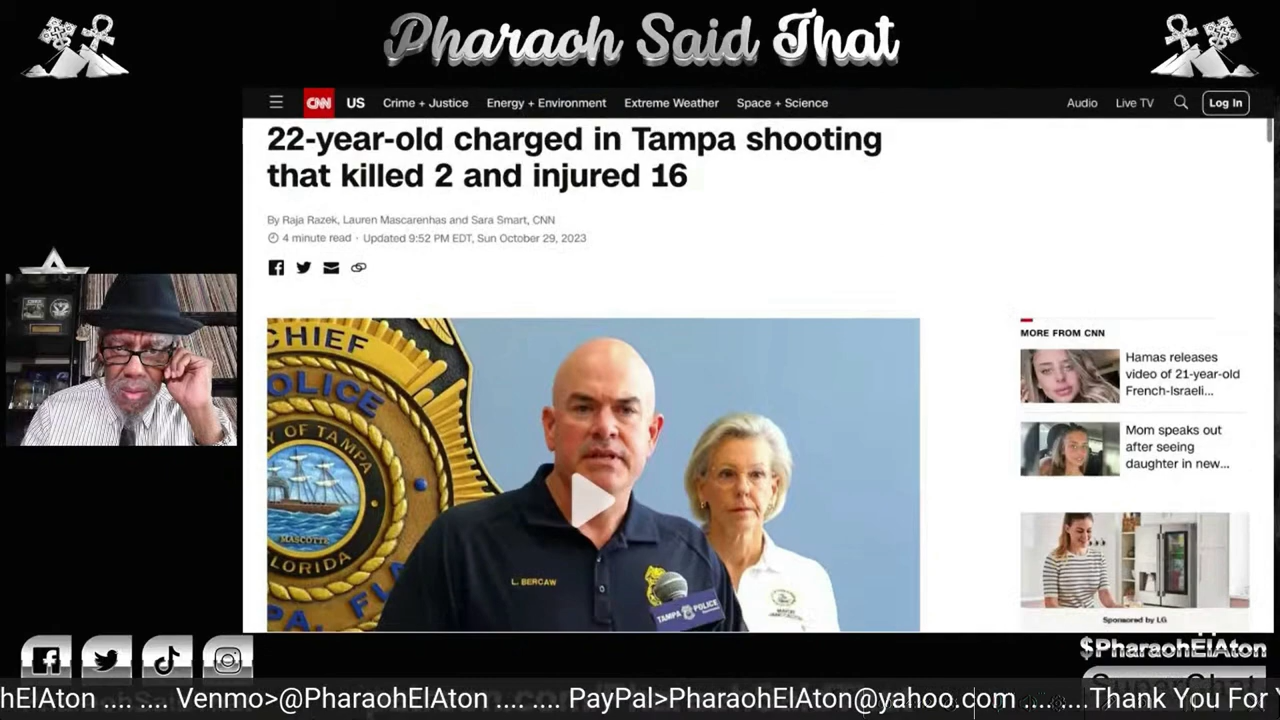 Pharaoh Said That
CNN US Crime + Justice Energy + Environment Extreme Weather Space + Science Audio Live TV Log In
22-year-old charged in Tampa shooting
that killed 2 and injured 16
By Raja Razek, Lauren Mascarenhas and Sara Smart, CNN
4 minute read · Updated 9:52 PM EDT, Sun October 29, 2023
CHIEF
POLICE
CITY OF TAMPA
MASCOTTE
FLORIDA
L. BERCAW
TAMPA POLICE
MORE FROM CNN
Hamas releases
video of 21-year-old
French-Israeli...
Mom speaks out
after seeing
daughter in new...
Sponsored by LG
$PharaohElAton
SuperChat
hElAton .... .... Venmo>@PharaohElAton .... .... PayPal>PharaohElAton@yahoo.com .... .... Thank You For Y